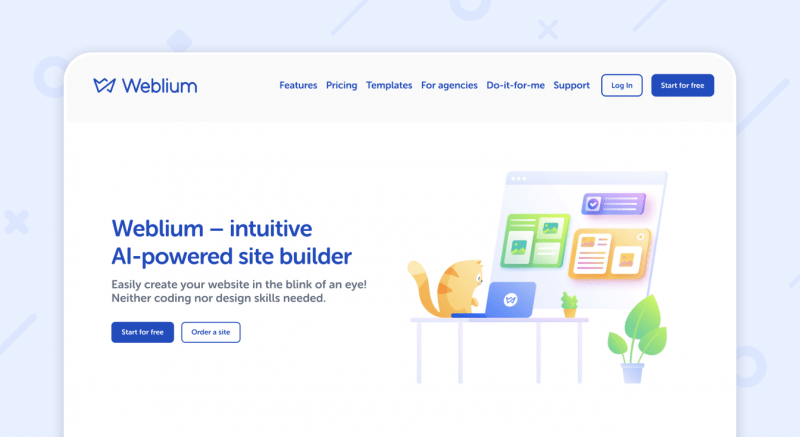 Weblium
Features Pricing Templates For agencies Do-it-for-me Support Log In Start for free
Weblium – intuitive
AI-powered site builder
Easily create your website in the blink of an eye!
Neither coding nor design skills needed.
Start for free Order a site